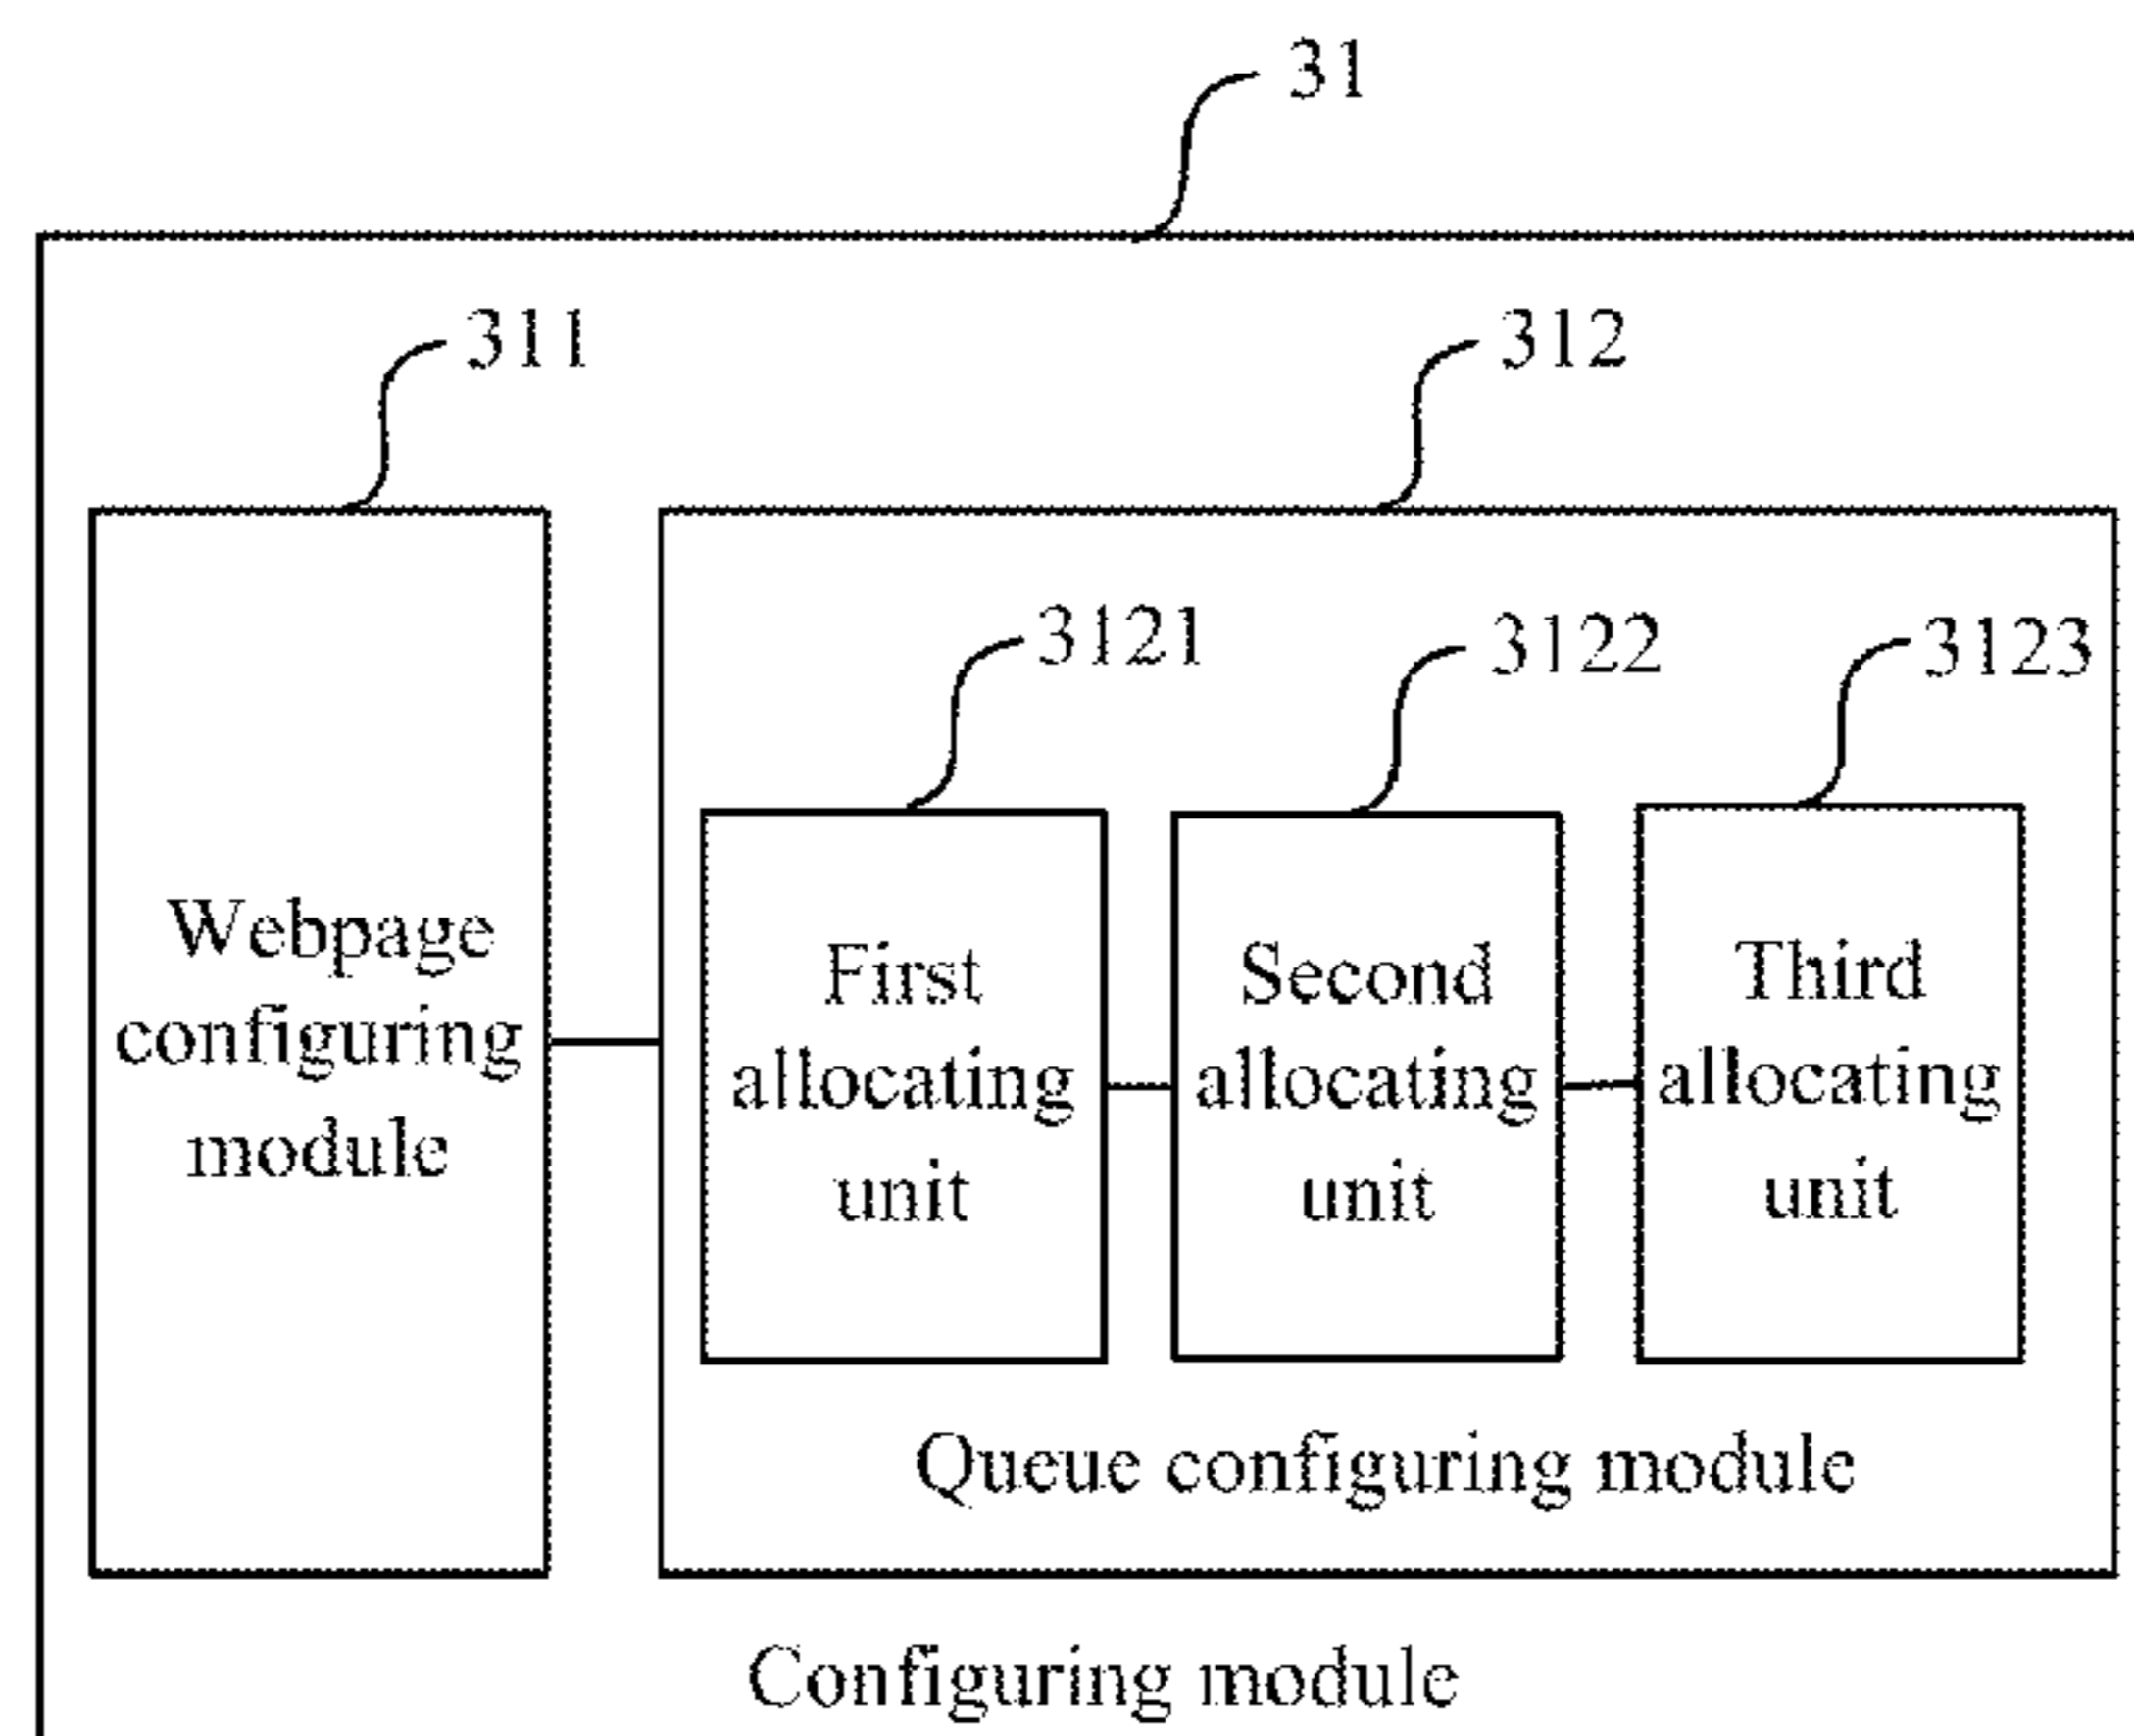 31
311
312
3121
3122
3123
Webpage
configuring
module
First
allocating
unit
Second
allocating
unit
Third
allocating
unit
Queue configuring module
Configuring module